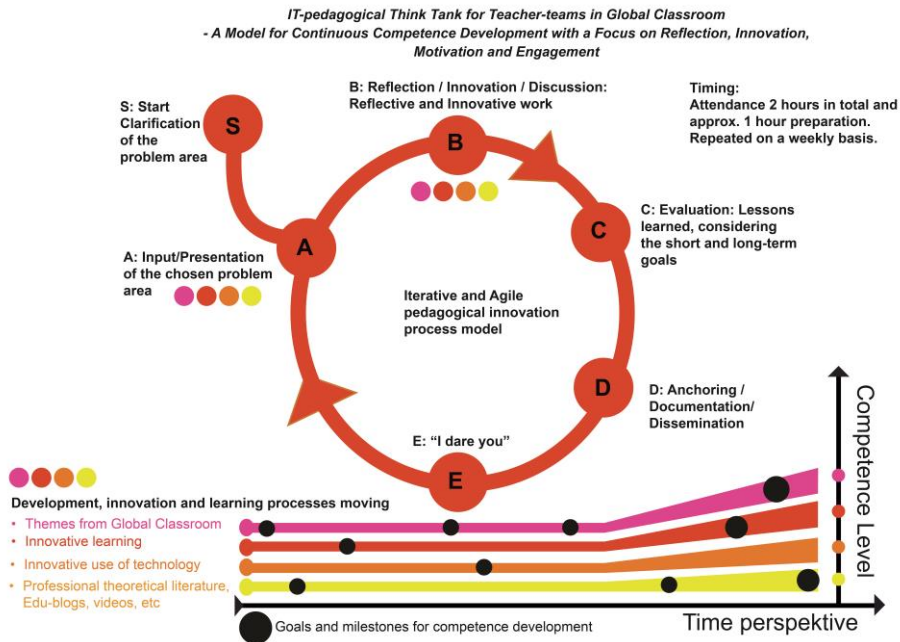 IT-pedagogical Think Tank for Teacher-teams in Global Classroom
- A Model for Continuous Competence Development with a Focus on Reflection, Innovation,
Motivation and Engagement
S: Start
Clarification
of the
problem area
S
B: Reflection / Innovation / Discussion:
Reflective and Innovative work
B
Timing:
Attendance 2 hours in total and
approx. 1 hour preparation.
Repeated on a weekly basis.
A: Input/Presentation
of the chosen problem
area
A
C
C: Evaluation: Lessons
learned, considering
the short and long-term
goals
Iterative and Agile
pedagogical innovation
process model
D
D: Anchoring /
Documentation/
Dissemination
E: “I dare you”
E
Development, innovation and learning processes moving
• Themes from Global Classroom
• Innovative learning
• Innovative use of technology
• Professional theoretical literature,
Edu-blogs, videos, etc
Competence Level
Goals and milestones for competence development
Time perspektive